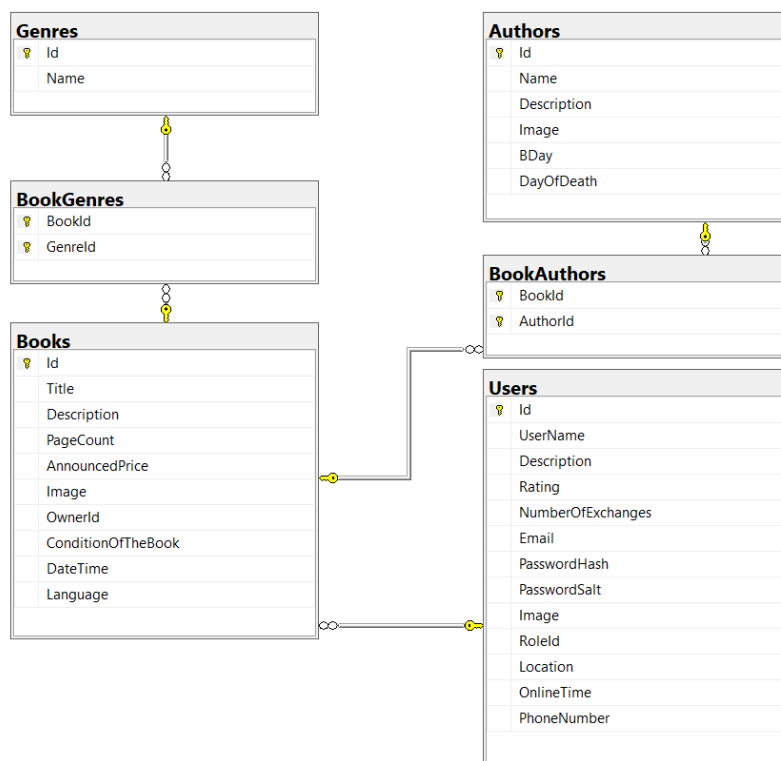 Genres
Id
Name
BookGenres
BookId
GenreId
Books
Id
Title
Description
PageCount
AnnouncedPrice
Image
OwnerId
ConditionOfTheBook
DateTime
Language
Authors
Id
Name
Description
Image
BDay
DayOfDeath
BookAuthors
BookId
AuthorId
Users
Id
UserName
Description
Rating
NumberOfExchanges
Email
PasswordHash
PasswordSalt
Image
RoleId
Location
OnlineTime
PhoneNumber